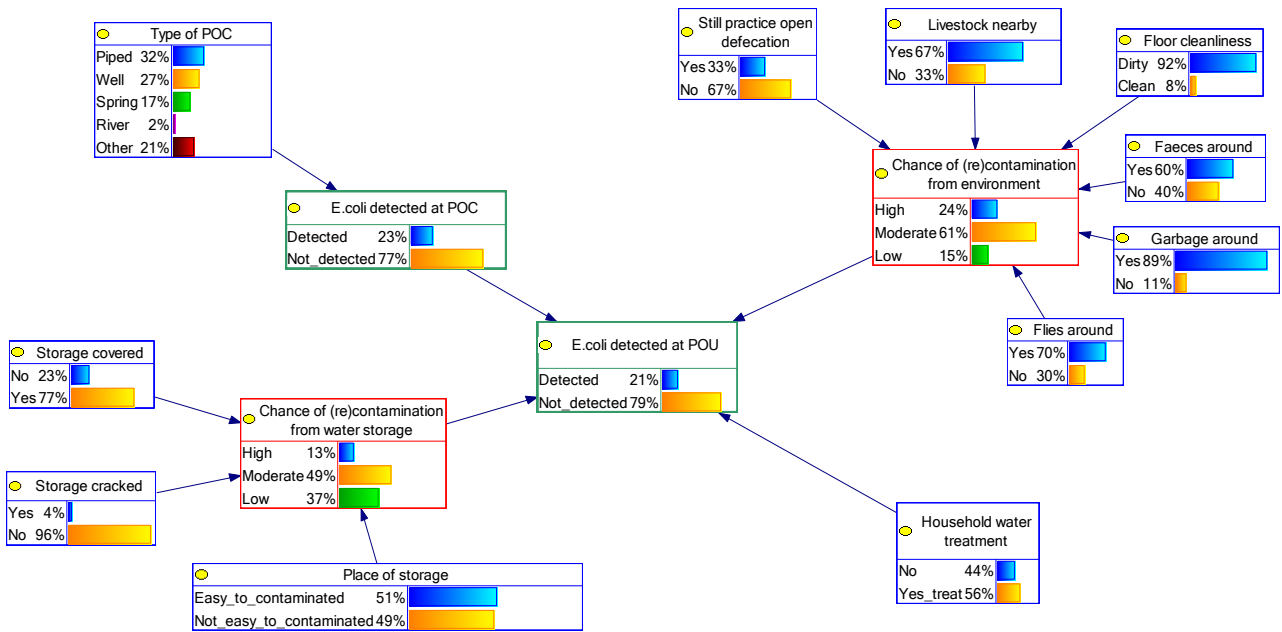 Type of POC
Piped 32%
Well 27%
Spring 17%
River 2%
Other 21%
Still practice open
defecation
Yes 33%
No 67%
Livestock nearby
Yes 67%
No 33%
Floor cleanliness
Dirty 92%
Clean 8%
Faeces around
Yes 60%
No 40%
Chance of (re)contamination
from environment
High 24%
Moderate 61%
Low 15%
Garbage around
Yes 89%
No 11%
E.coli detected at POC
Detected 23%
Not_detected 77%
Flies around
Yes 70%
No 30%
E.coli detected at POU
Detected 21%
Not_detected 79%
Storage covered
No 23%
Yes 77%
Chance of (re)contamination
from water storage
High 13%
Moderate 49%
Low 37%
Storage cracked
Yes 4%
No 96%
Household water
treatment
No 44%
Yes_treat 56%
Place of storage
Easy_to_contaminated 51%
Not_easy_to_contaminated 49%